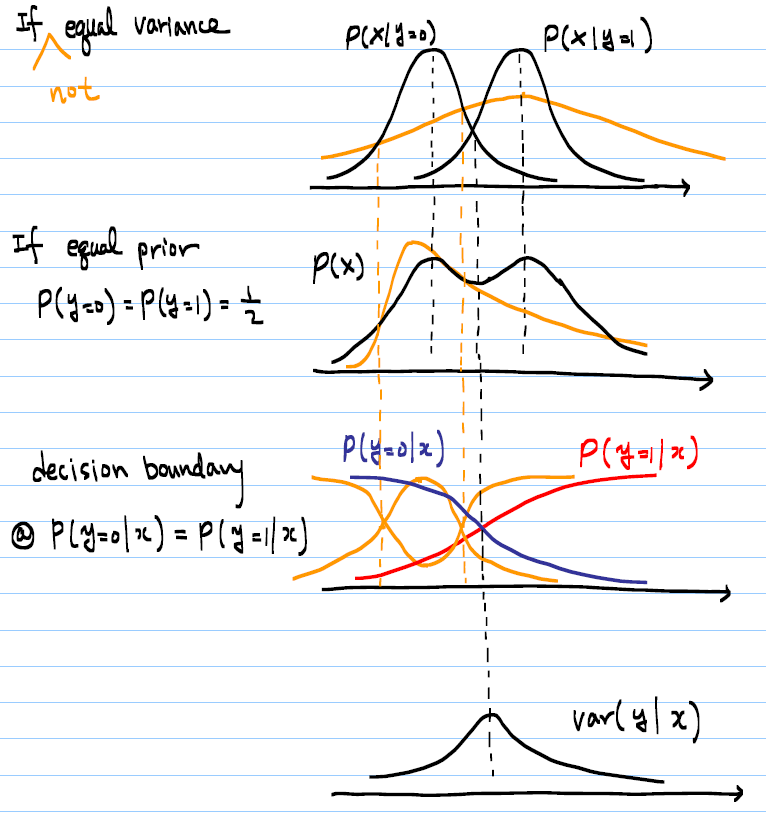 If equal variance
not
P(x|y=0)
P(x|y=1)
If equal prior
P(y=0) = P(y=1) = 1/2
P(x)
decision boundary
@ P(y=0|x) = P(y=1|x)
P(y=0|x)
P(y=1|x)
var(y|x)